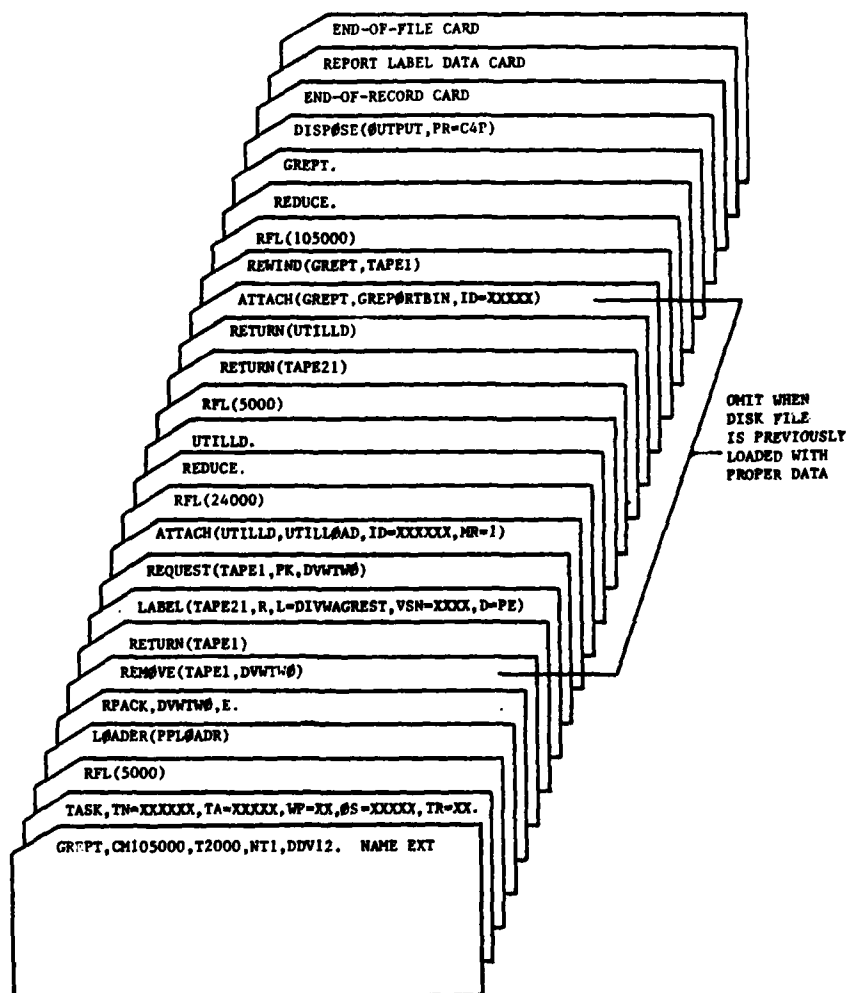 END-OF-FILE CARD
REPORT LABEL DATA CARD
END-OF-RECORD CARD
DISPØSE(ØUTPUT,PR=C4P)
GREPT.
REDUCE.
RFL(105000)
REWIND(GREPT,TAPE1)
ATTACH(GREPT,GREPØRTBIN,ID=XXXXX)
RETURN(UTILLD)
RETURN(TAPE21)
RFL(5000)
UTILLD.
REDUCE.
RFL(24000)
ATTACH(UTILLD,UTILLØAD,ID=XXXXXX,MR=1)
REQUEST(TAPE1,PK,DVWTWØ)
LABEL(TAPE21,R,L=DIVWAGREST,VSN=XXXX,D=PE)
RETURN(TAPE1)
REMØVE(TAPE1,DVWTWØ)
RPACK,DVWTWØ,E.
LØADER(PPLØADR)
RFL(5000)
TASK,TN=XXXXXX,TA=XXXXX,WP=XX,ØS=XXXXX,TR=XX.
GREPT,CM105000,T2000,NT1,DDV12. NAME EXT
OMIT WHEN
DISK FILE
IS PREVIOUSLY
LOADED WITH
PROPER DATA